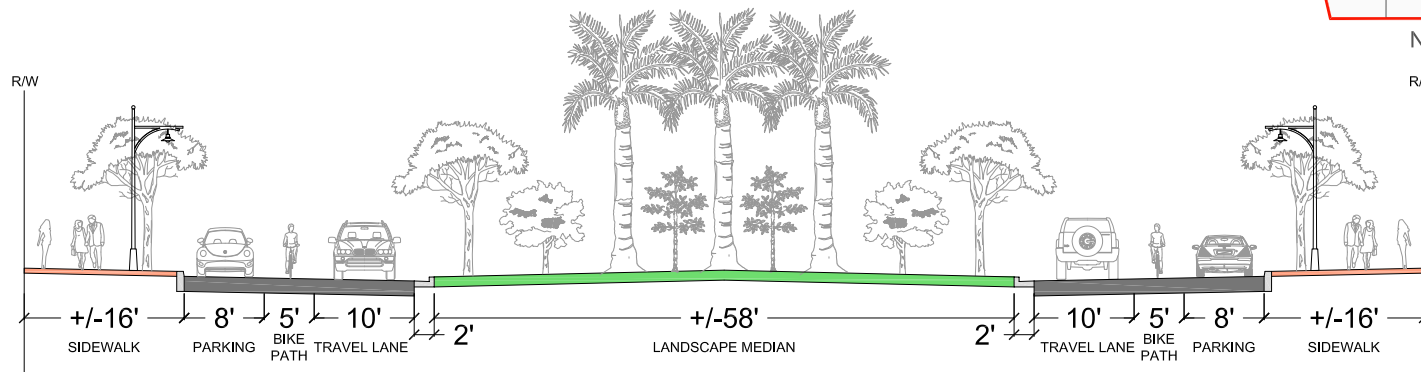 N
R/W
R/
+/-16' 8' 5' 10' 2' +/-58' 2' 10' 5' 8' +/-16'
SIDEWALK PARKING BIKE PATH TRAVEL LANE LANDSCAPE MEDIAN TRAVEL LANE BIKE PATH PARKING SIDEWALK